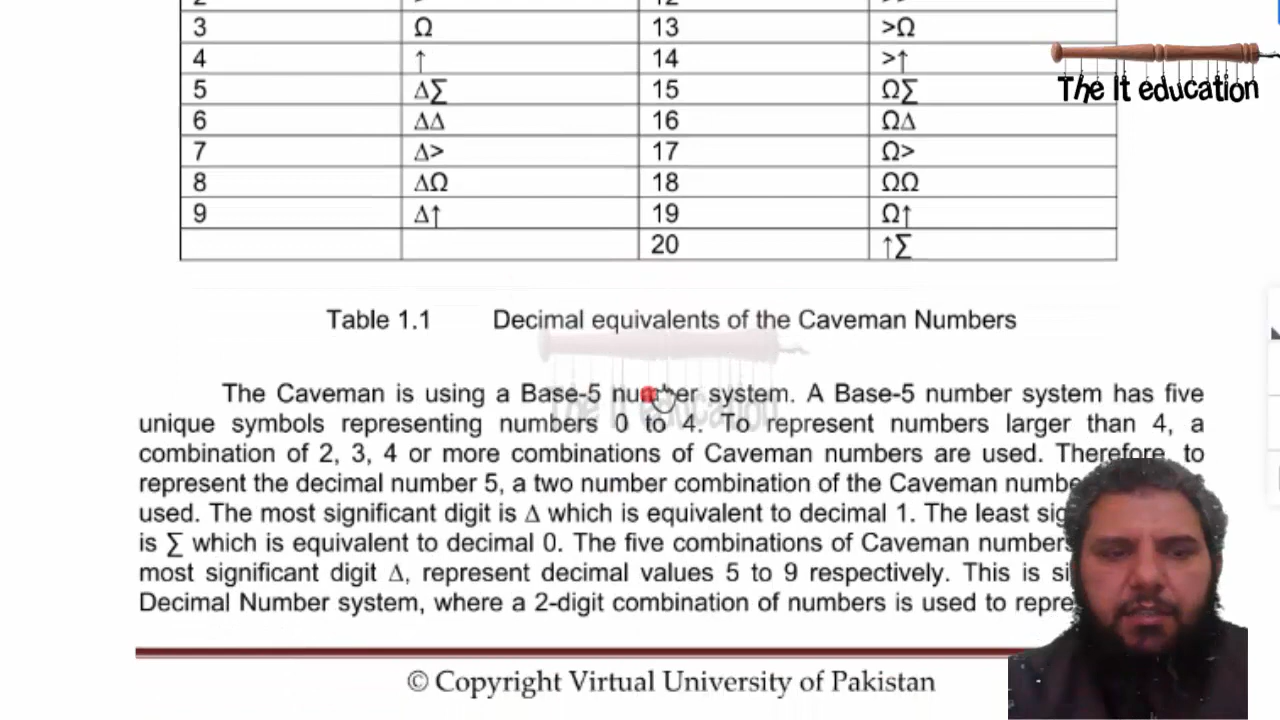 12
3 Ω 13 >Ω
4 ↑ 14 >↑
5 Δ∑ 15 Ω∑
6 ΔΔ 16 ΩΔ
7 Δ> 17 Ω>
8 ΔΩ 18 ΩΩ
9 Δ↑ 19 Ω↑
20 ↑∑
The It education
Table 1.1 Decimal equivalents of the Caveman Numbers
The It education
The Caveman is using a Base-5 number system. A Base-5 number system has five
unique symbols representing numbers 0 to 4. To represent numbers larger than 4, a
combination of 2, 3, 4 or more combinations of Caveman numbers are used. Therefore, to
represent the decimal number 5, a two number combination of the Caveman numbe
used. The most significant digit is Δ which is equivalent to decimal 1. The least sig
is ∑ which is equivalent to decimal 0. The five combinations of Caveman numbers
most significant digit Δ, represent decimal values 5 to 9 respectively. This is si
Decimal Number system, where a 2-digit combination of numbers is used to repre
© Copyright Virtual University of Pakistan